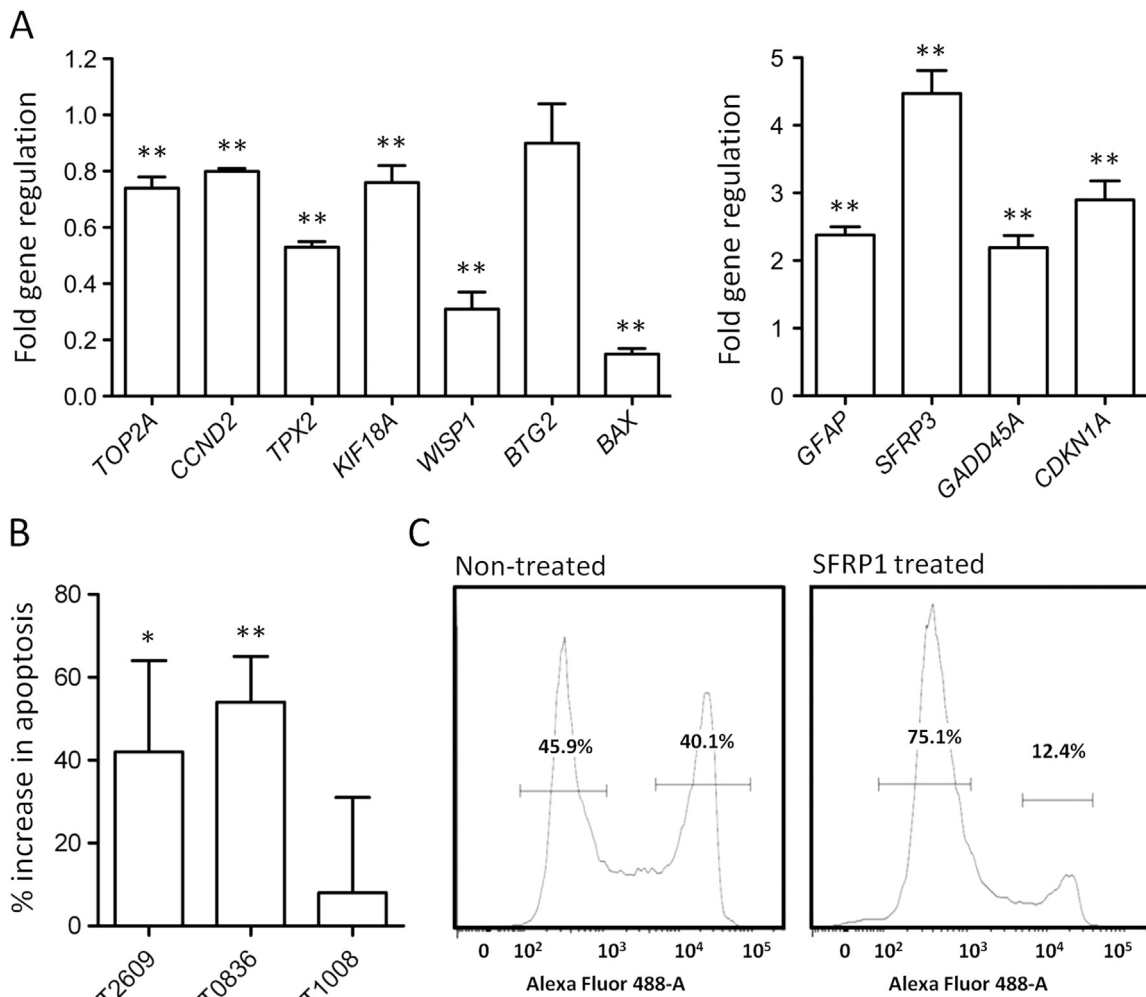 A
Fold gene regulation
1.2
1.0
0.8
0.6
0.4
0.2
0.0
**
**
**
**
**
**
TOP2A
CCND2
TPX2
KIF18A
WISP1
BTG2
BAX
Fold gene regulation
5
4
3
2
1
0
**
**
**
**
GFAP
SFRP3
GADD45A
CDKN1A
B
% increase in apoptosis
80
60
40
20
0
*
**
T2609
T0836
T1008
C
Non-treated
45.9%
40.1%
0 10² 10³ 10⁴ 10⁵
Alexa Fluor 488-A
SFRP1 treated
75.1%
12.4%
0 10² 10³ 10⁴ 10⁵
Alexa Fluor 488-A